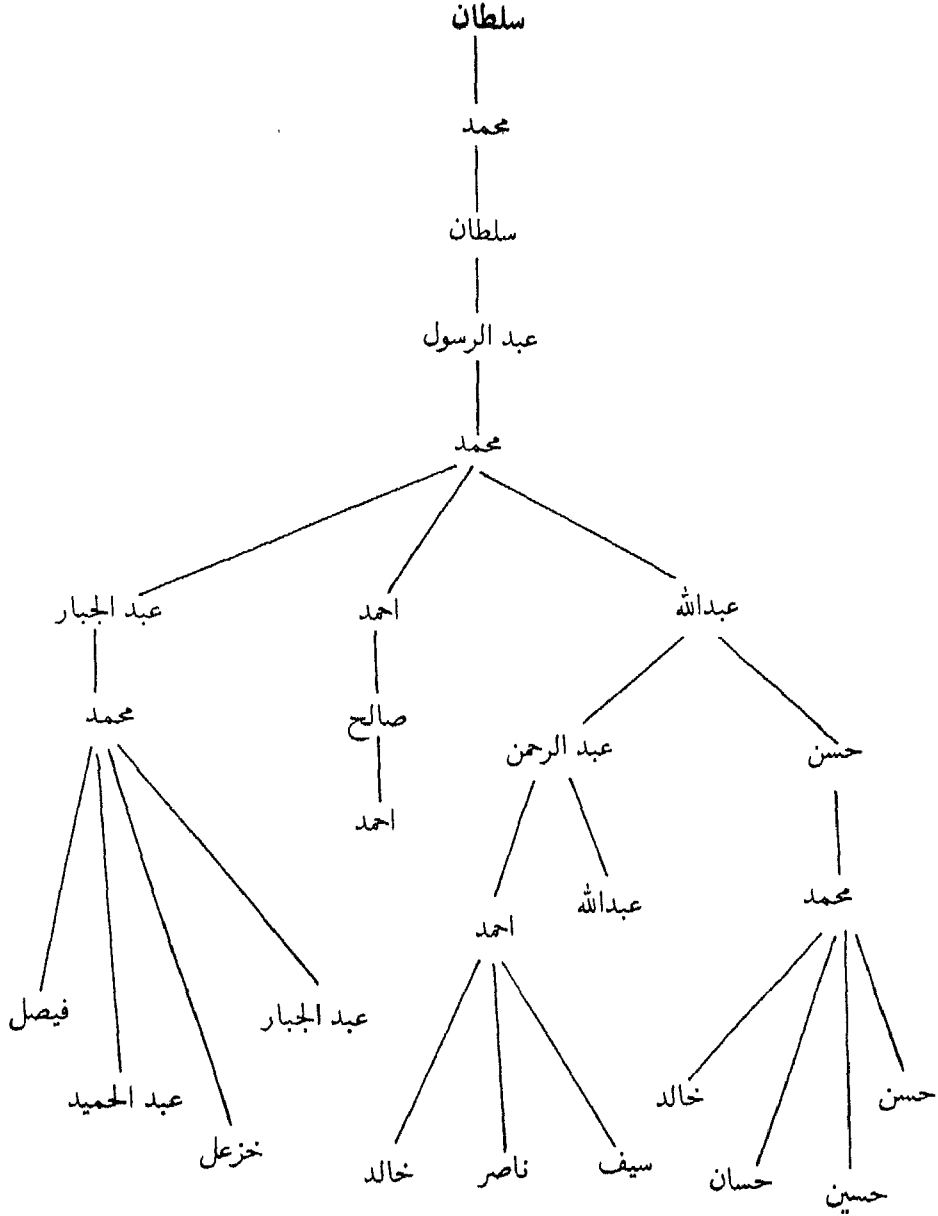 سلطان
محمد
سلطان
عبد الرسول
محمد
عبدالله
احمد
عبد الجبار
حسن
عبد الرحمن
صالح
محمد
احمد
محمد
عبدالله
احمد
عبد الجبار
فيصل
حسن
خالد
عبد الحميد
خزعل
سيف
ناصر
خالد
حسان
حسين